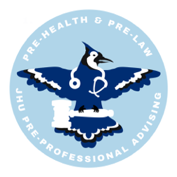 PRE-HEALTH & PRE-LAW
JHU PRE-PROFESSIONAL ADVISING